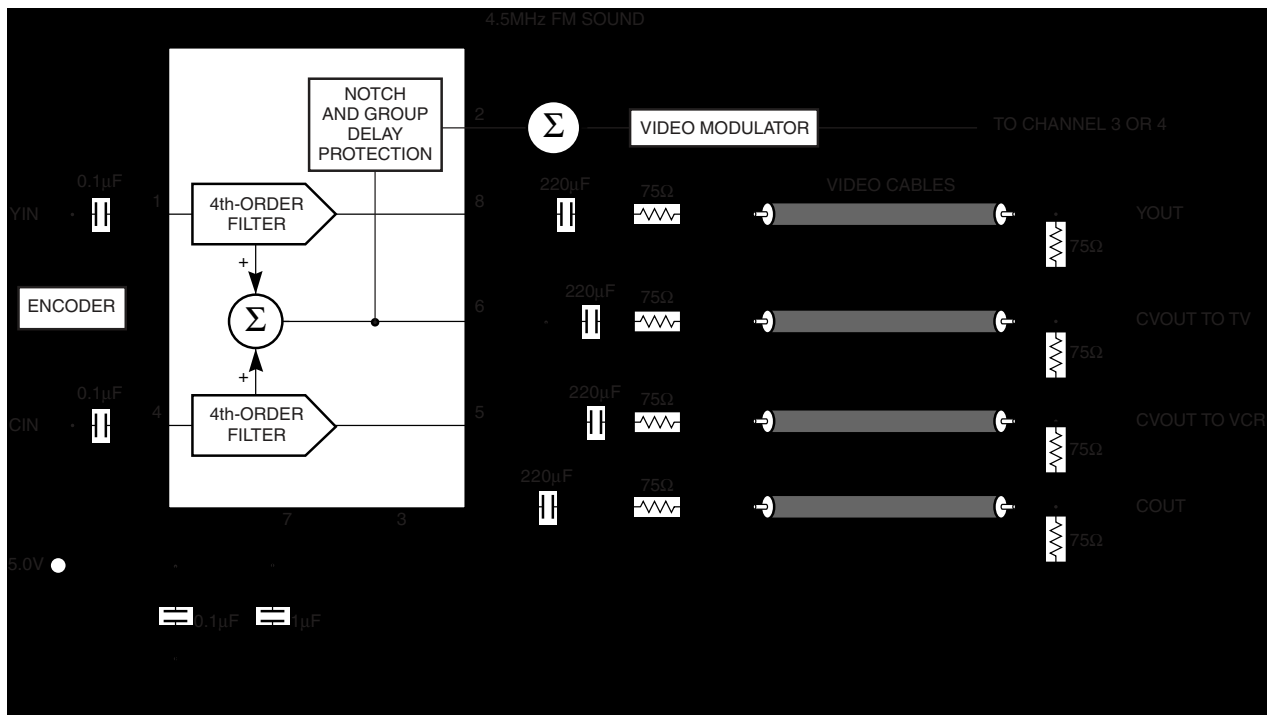 4.5MHz FM SOUND
NOTCH
AND GROUP
DELAY
PROTECTION
2
Σ
VIDEO MODULATOR
TO CHANNEL 3 OR 4
YIN
0.1µF
1
4th-ORDER
FILTER
8
220µF
75Ω
VIDEO CABLES
75Ω
YOUT
+
ENCODER
Σ
6
220µF
75Ω
75Ω
CVOUT TO TV
+
CIN
0.1µF
4
4th-ORDER
FILTER
5
220µF
75Ω
75Ω
CVOUT TO VCR
220µF
75Ω
75Ω
COUT
7
3
5.0V
0.1µF
1µF